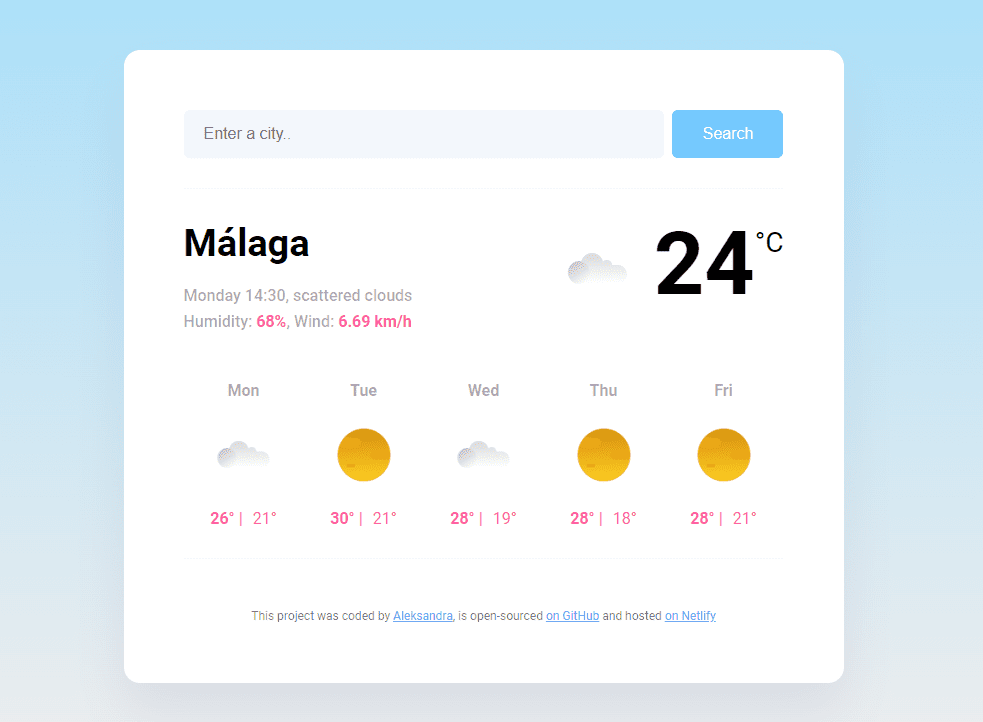 Enter a city..
Search
Málaga
24
°C
Monday 14:30, scattered clouds
Humidity: 68%, Wind: 6.69 km/h
Mon Tue Wed Thu Fri
26° | 21° 30° | 21° 28° | 19° 28° | 18° 28° | 21°
This project was coded by Aleksandra, is open-sourced on GitHub and hosted on Netlify